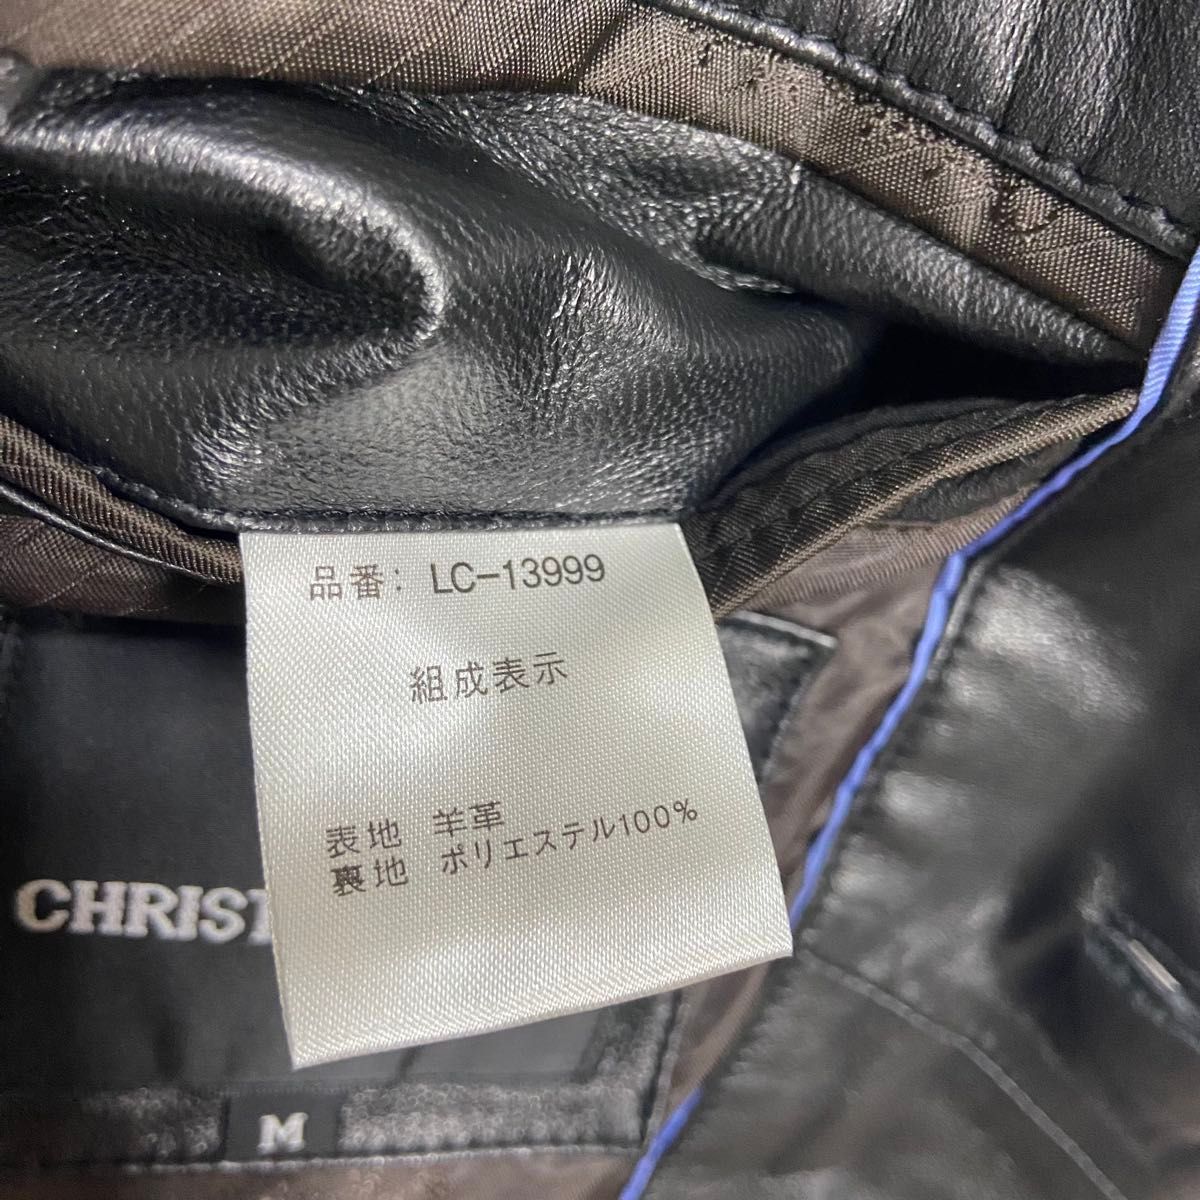 品番: LC-13999
組成表示
表地 羊革
裏地 ポリエステル100%
M